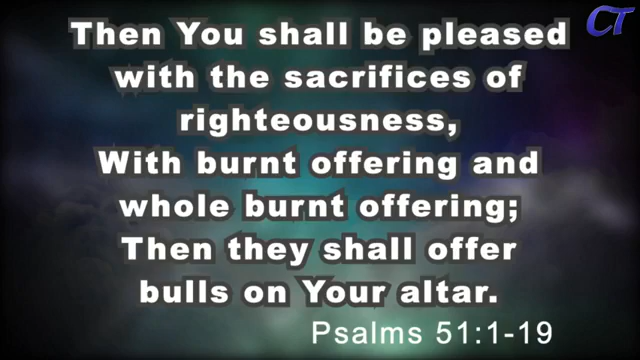 CT
Then You shall be pleased
with the sacrifices of
righteousness,
With burnt offering and
whole burnt offering;
Then they shall offer
bulls on Your altar.
Psalms 51:1-19